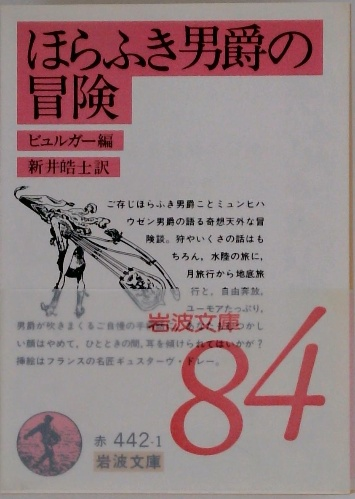 ほらふき男爵の
冒険
ビュルガー編
新井皓士訳
ご存じほらふき男爵ことミュンヒハ
ウゼン男爵の語る奇想天外な冒
険談。狩やいくさの話はも
ちろん，水陸の旅に，
月旅行から地底旅
行と，自由奔放，
ユーモアたっぷり，
男爵が吹きまくるご自慢の手
つかし
い顔はやめて，ひとときの間，耳を傾けられてはいかが？
挿絵はフランスの名匠ギュスターヴ・ドレー。
岩波文庫
84
赤 442-1
岩波文庫